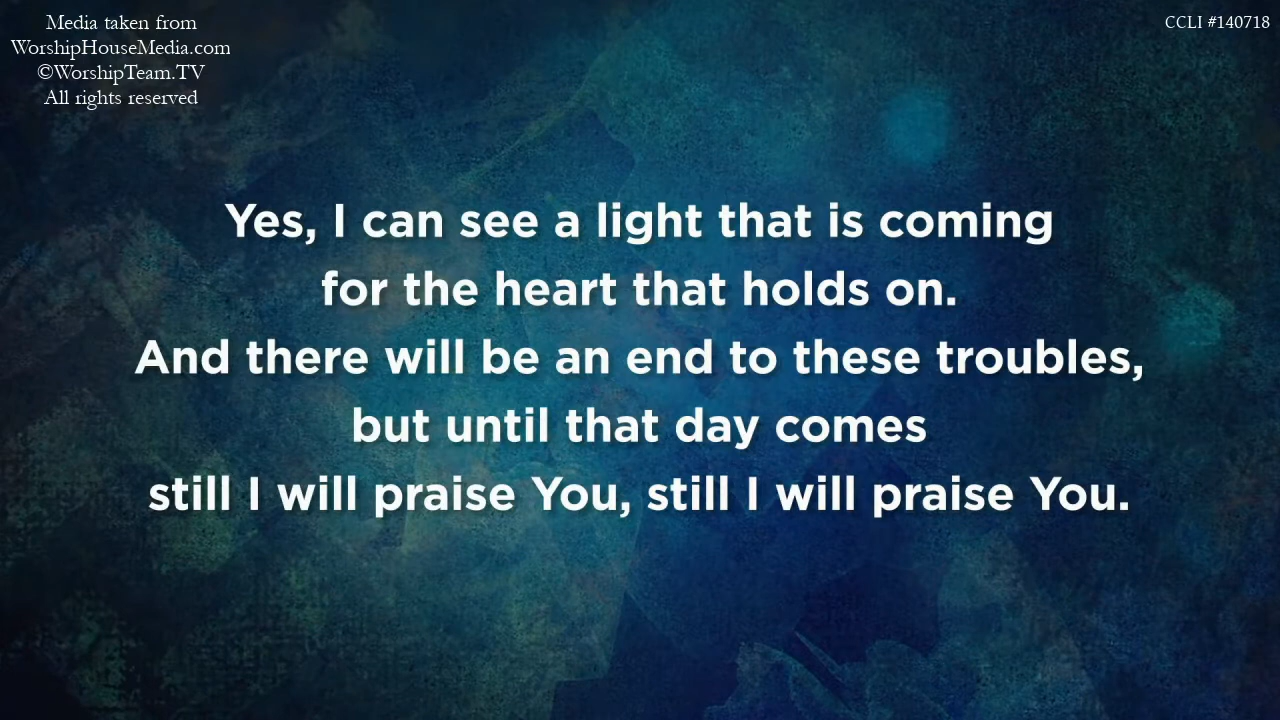 Media taken from
WorshipHouseMedia.com
©WorshipTeam.TV
All rights reserved
CCLI #140718
Yes, I can see a light that is coming
for the heart that holds on.
And there will be an end to these troubles,
but until that day comes
still I will praise You, still I will praise You.